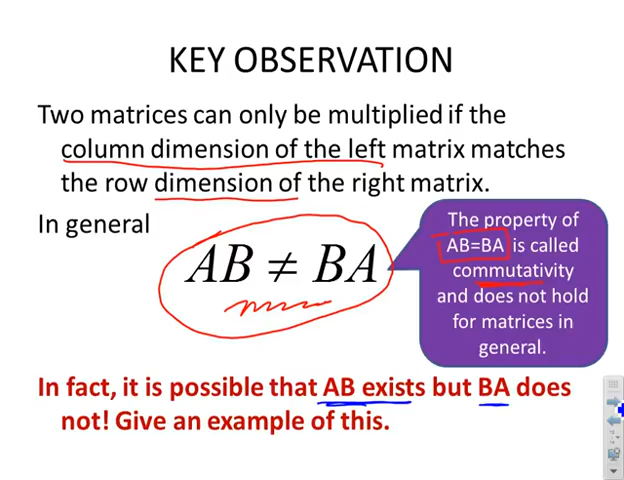 KEY OBSERVATION
Two matrices can only be multiplied if the
column dimension of the left matrix matches
the row dimension of the right matrix.
In general
AB ≠ BA
The property of
AB=BA is called
commutativity
and does not hold
for matrices in
general.
In fact, it is possible that AB exists but BA does
not! Give an example of this.